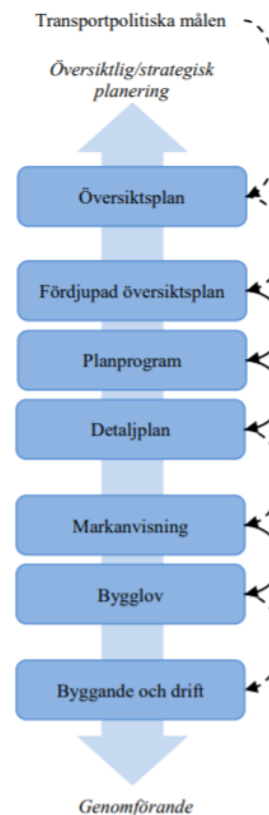 Transportpolitiska målen
Översiktlig/strategisk
planering
Översiktsplan
Fördjupad översiktsplan
Planprogram
Detaljplan
Markanvisning
Bygglov
Byggande och drift
Genomförande